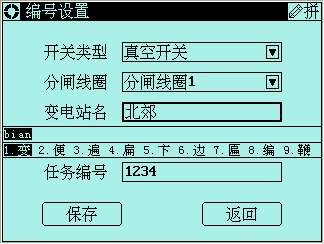 编号设置 拼
开关类型 真空开关
分闸线圈 分闸线圈1
变电站名 北郊
bian
1.变 2.便 3.遍 4.扁 5.卞 6.边 7.匾 8.编 9.鞭
任务编号 1234
保存 返回